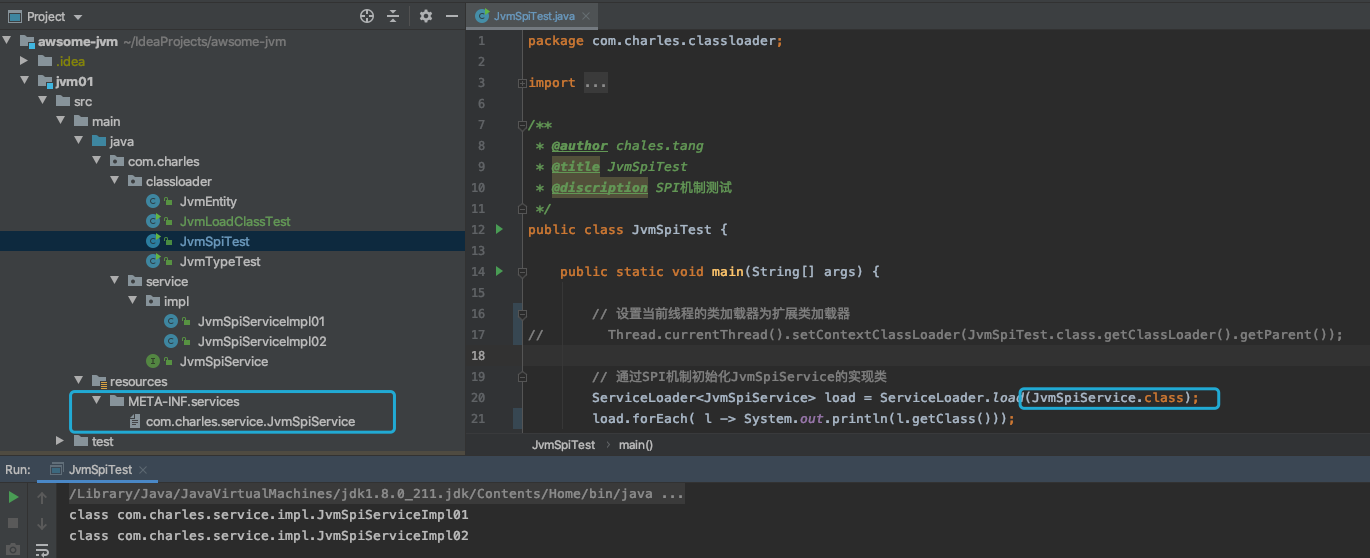 Project
awsome-jvm ~/IdeaProjects/awsome-jvm
.idea
jvm01
src
main
java
com.charles
classloader
JvmEntity
JvmLoadClassTest
JvmSpiTest
JvmTypeTest
service
impl
JvmSpiServiceImpl01
JvmSpiServiceImpl02
JvmSpiService
resources
META-INF.services
com.charles.service.JvmSpiService
test
JvmSpiTest.java
1 package com.charles.classloader;
2
3 import ...
6
7 /**
8 * @author chales.tang
9 * @title JvmSpiTest
10 * @discription SPI机制测试
11 */
12 public class JvmSpiTest {
13
14 public static void main(String[] args) {
15
16 // 设置当前线程的类加载器为扩展类加载器
17 // Thread.currentThread().setContextClassLoader(JvmSpiTest.class.getClassLoader().getParent());
18
19 // 通过SPI机制初始化JvmSpiService的实现类
20 ServiceLoader<JvmSpiService> load = ServiceLoader.load(JvmSpiService.class);
21 load.forEach( l -> System.out.println(l.getClass()));
JvmSpiTest › main()
Run: JvmSpiTest
/Library/Java/JavaVirtualMachines/jdk1.8.0_211.jdk/Contents/Home/bin/java ...
class com.charles.service.impl.JvmSpiServiceImpl01
class com.charles.service.impl.JvmSpiServiceImpl02